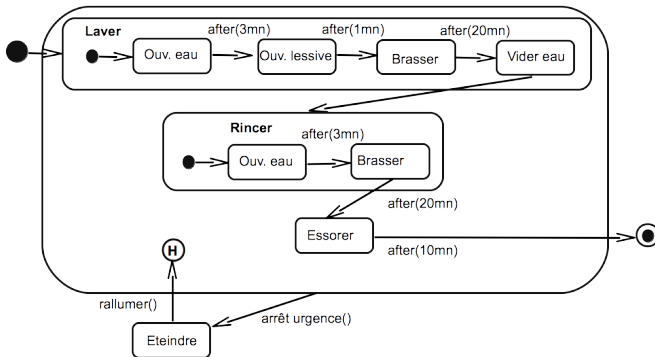 Laver
after(3mn)
after(1mn)
after(20mn)
Ouv. eau
Ouv. lessive
Brasser
Vider eau
Rincer
after(3mn)
Ouv. eau
Brasser
after(20mn)
Essorer
after(10mn)
H
rallumer()
arrêt urgence()
Eteindre